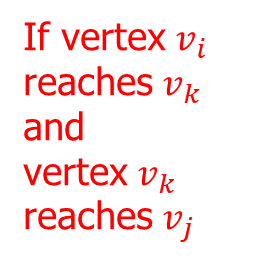 If vertex 𝑣ᵢ
reaches 𝑣ₖ
and
vertex 𝑣ₖ
reaches 𝑣ⱼ